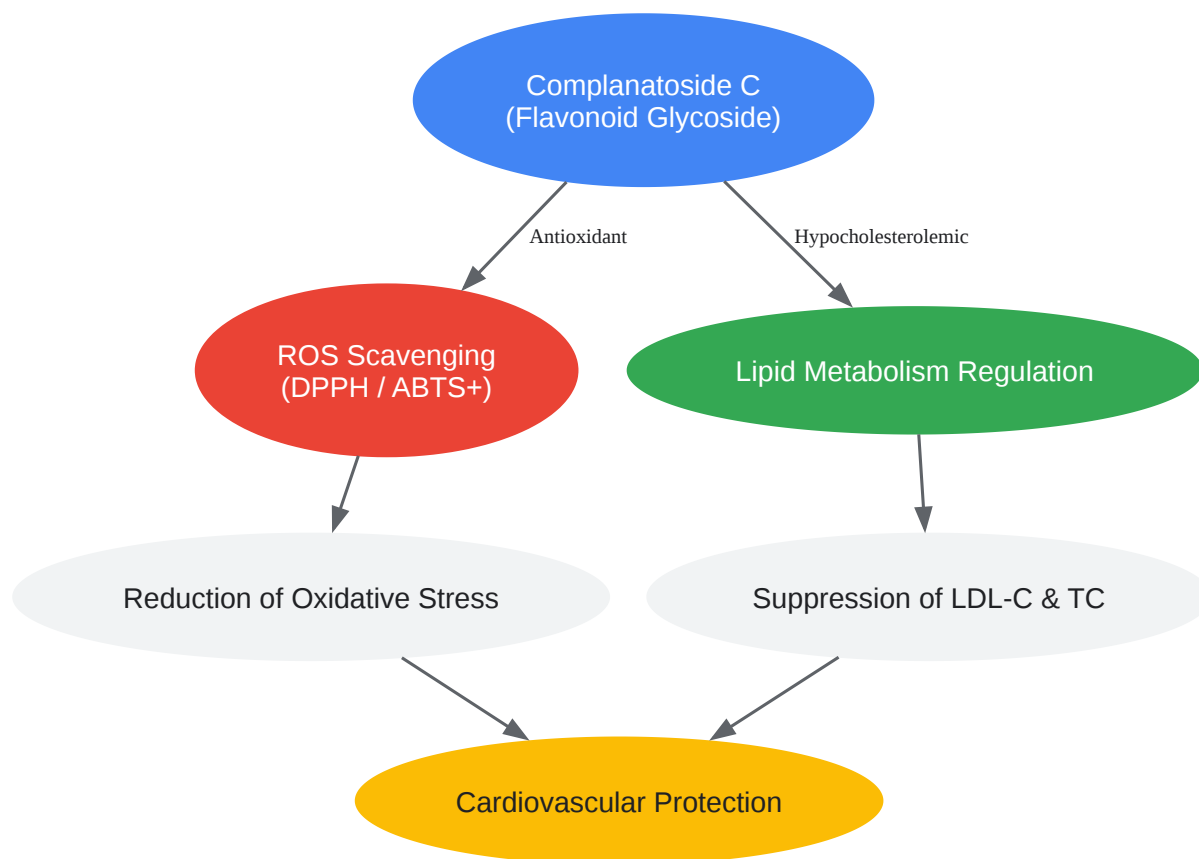 Complanatoside C
(Flavonoid Glycoside)
Antioxidant
Hypocholesterolemic
ROS Scavenging
(DPPH / ABTS+)
Lipid Metabolism Regulation
Reduction of Oxidative Stress
Suppression of LDL-C & TC
Cardiovascular Protection